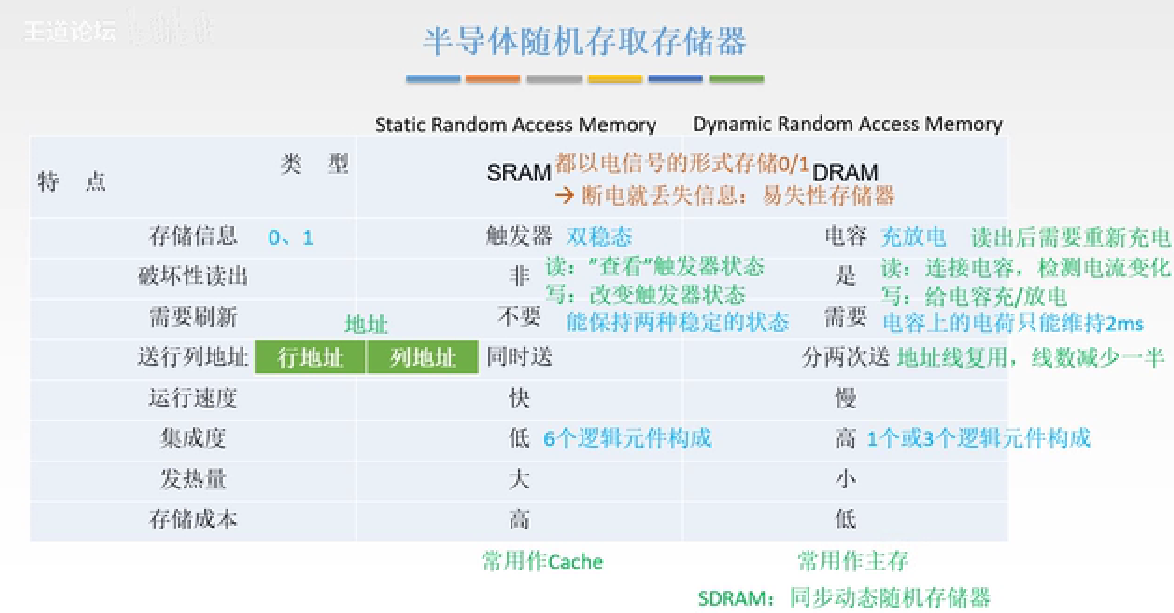 王道论坛
半导体随机存取存储器
Static Random Access Memory Dynamic Random Access Memory
类 型
特 点
SRAM 都以电信号的形式存储0/1 DRAM
→ 断电就丢失信息：易失性存储器
存储信息 0、1 触发器 双稳态 电容 充放电 读出后需要重新充电
破坏性读出 非 读：“查看”触发器状态 是 读：连接电容，检测电流变化
写：改变触发器状态 写：给电容充/放电
需要刷新 不要 能保持两种稳定的状态 需要 电容上的电荷只能维持2ms
地址
送行列地址 行地址 列地址 同时送 分两次送 地址线复用，线数减少一半
运行速度 快 慢
集成度 低 6个逻辑元件构成 高 1个或3个逻辑元件构成
发热量 大 小
存储成本 高 低
常用作Cache 常用作主存
SDRAM：同步动态随机存储器